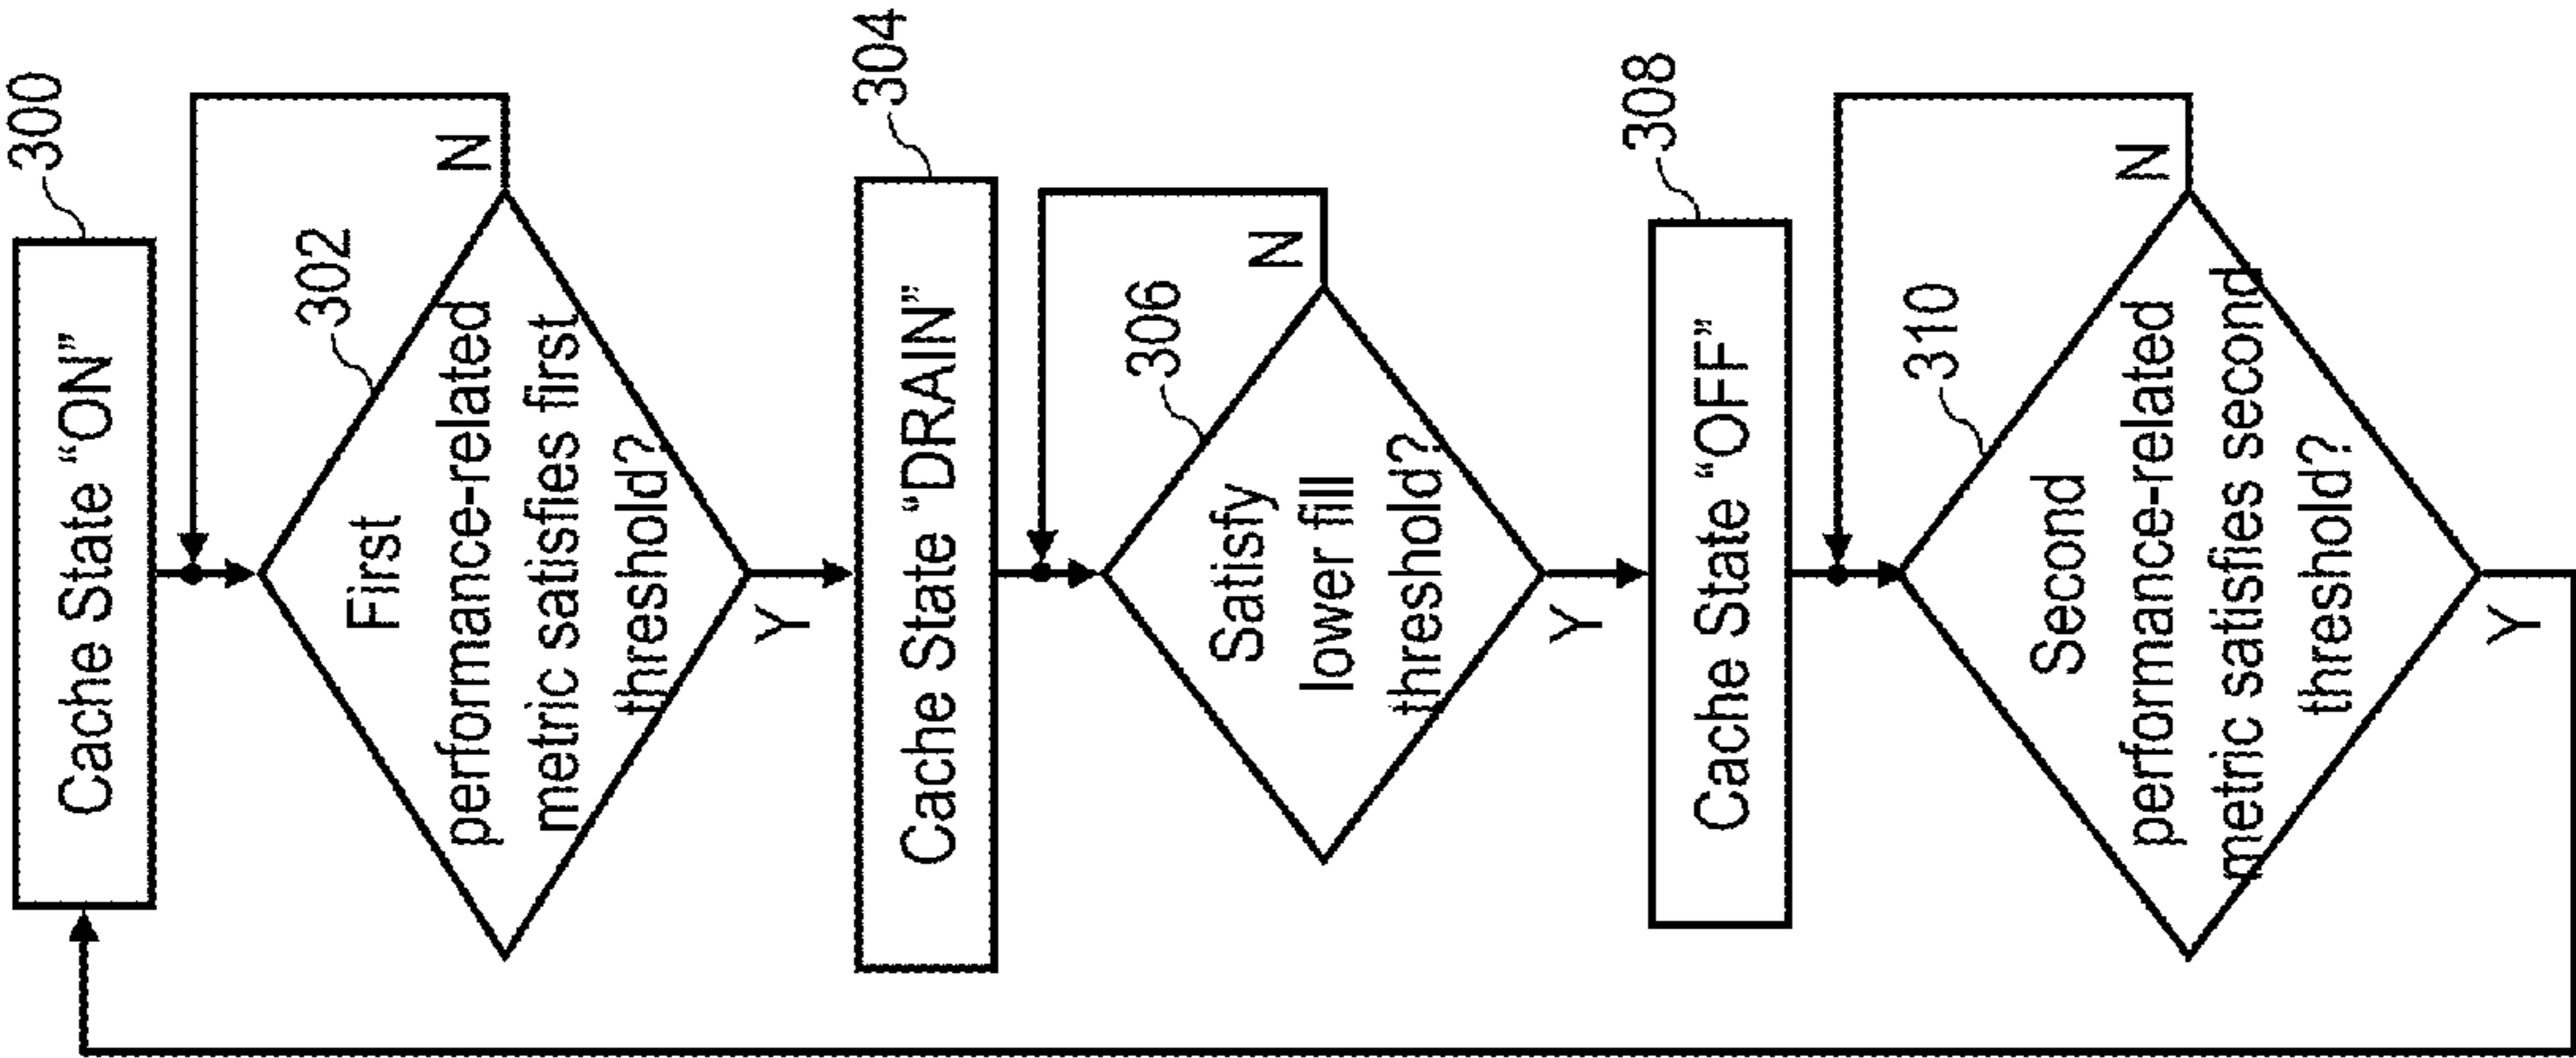 Cache State “ON”
300
First
performance-related
metric satisfies first
threshold?
302
N
Y
Cache State “DRAIN”
304
Satisfy
lower fill
threshold?
306
N
Y
Cache State “OFF”
308
Second
performance-related
metric satisfies second
threshold?
310
N
Y